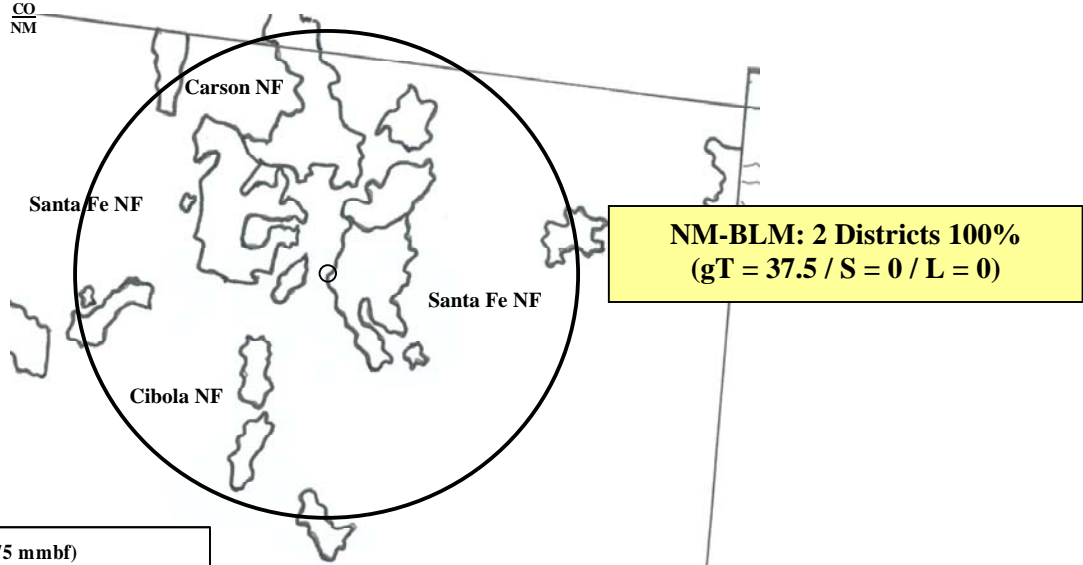 CO
NM
Carson NF
Santa Fe NF
NM-BLM: 2 Districts 100%
(gT = 37.5 / S = 0 / L = 0)
Santa Fe NF
Cibola NF
5 mmbf)